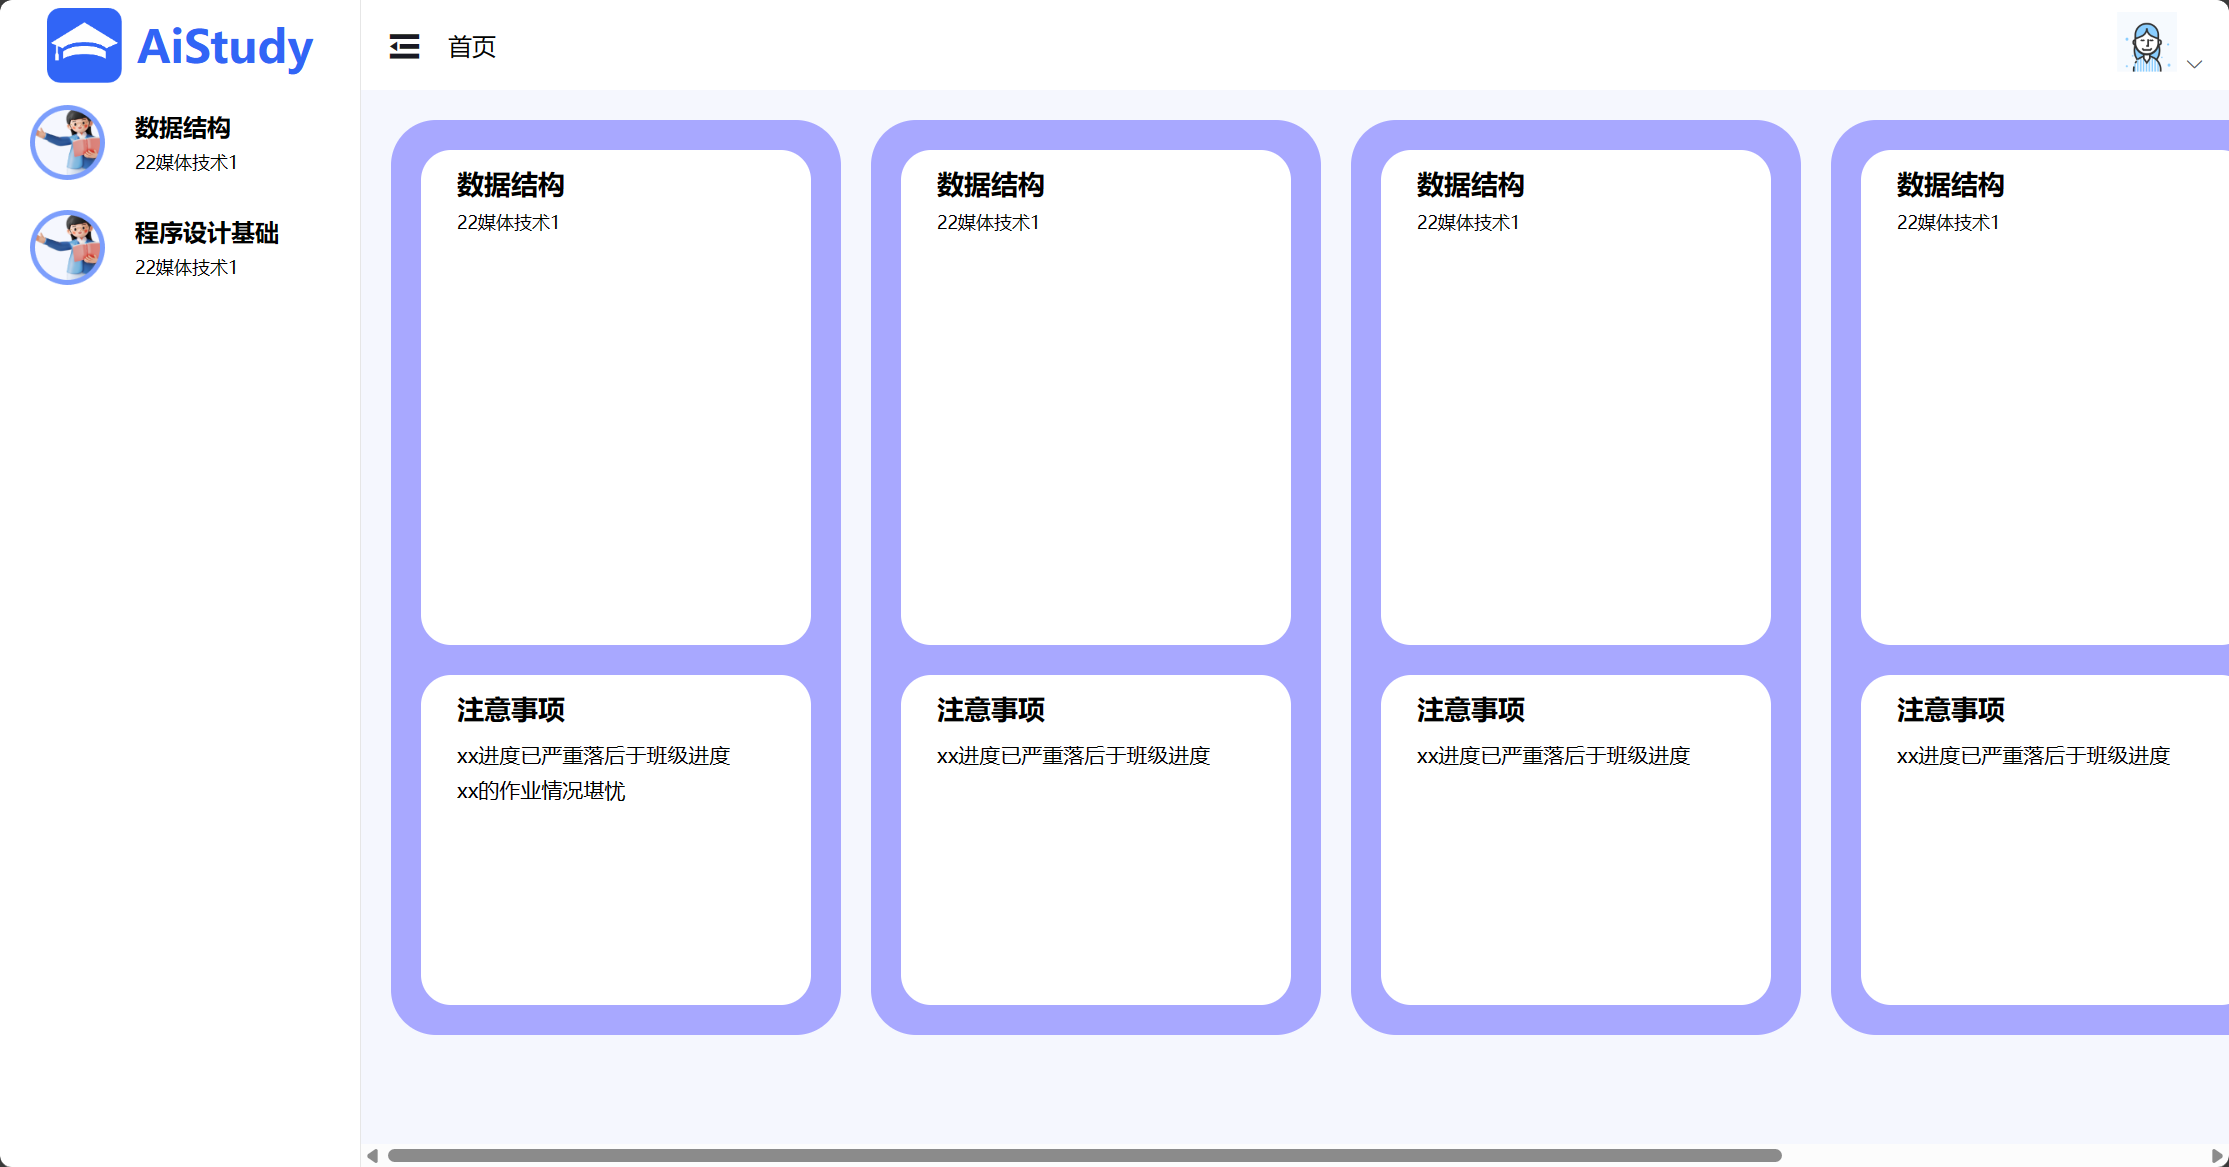 AiStudy
数据结构
22媒体技术1
程序设计基础
22媒体技术1
首页
数据结构
22媒体技术1
注意事项
xx进度已严重落后于班级进度
xx的作业情况堪忧
数据结构
22媒体技术1
注意事项
xx进度已严重落后于班级进度
数据结构
22媒体技术1
注意事项
xx进度已严重落后于班级进度
数据结构
22媒体技术1
注意事项
xx进度已严重落后于班级进度